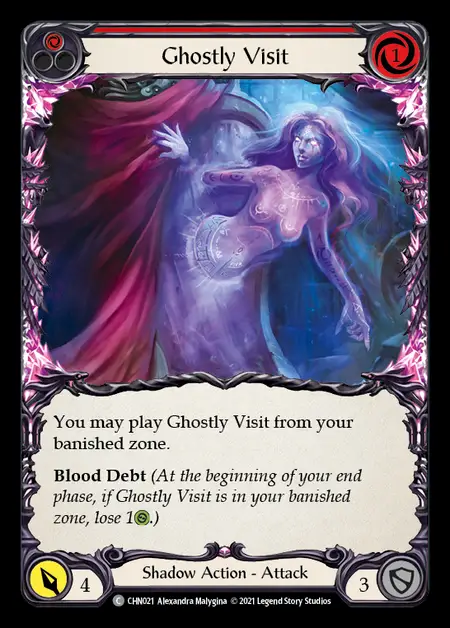 Ghostly Visit
1
You may play Ghostly Visit from your
banished zone.
Blood Debt (At the beginning of your end
phase, if Ghostly Visit is in your banished
zone, lose 1.)
4
Shadow Action - Attack
3
C CHN021 Alexandra Malygina © 2021 Legend Story Studios